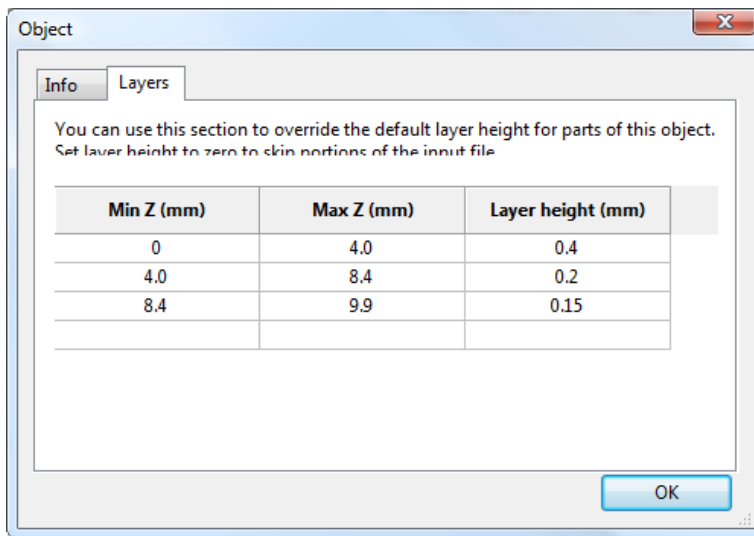 Object
Info Layers
You can use this section to override the default layer height for parts of this object.
Set layer height to zero to skip portions of the input file
Min Z (mm) Max Z (mm) Layer height (mm)
0 4.0 0.4
4.0 8.4 0.2
8.4 9.9 0.15
OK